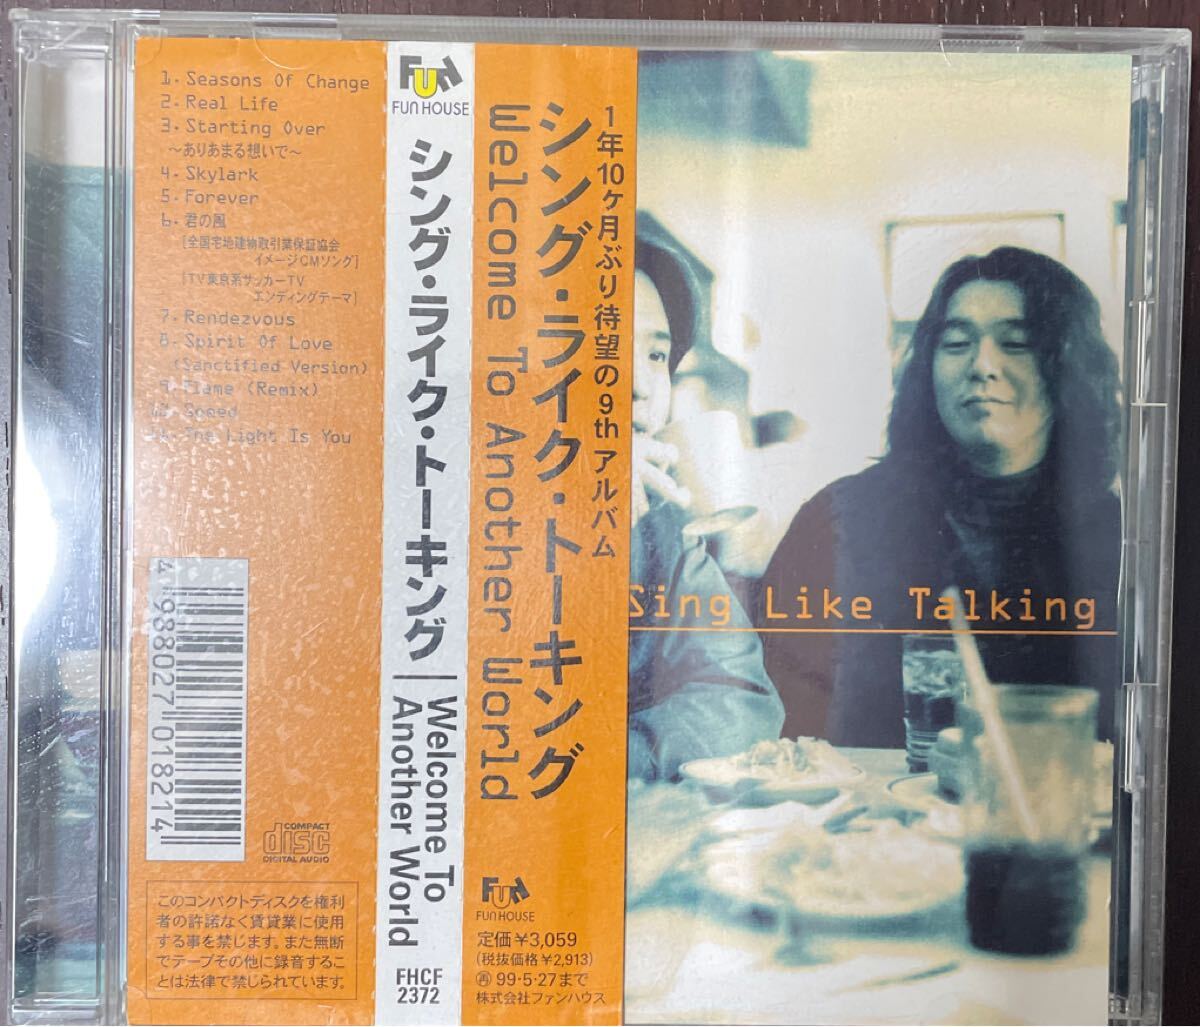 1. Seasons Of Change
2. Real Life
3. Starting Over
～ありあまる想いで～
4. Skylark
5. Forever
6. 君の風
[全国宅地建物取引業保証協会
イメージCMソング]
[TV東京系サッカーTV
エンディングテーマ]
7. Rendezvous
8. Spirit Of Love
(Sanctified Version)
9. Flame (Remix)
10. Speed
11. The Light Is You
4 988027 018214
COMPACT
disc
DIGITAL AUDIO
このコンパクトディスクを権利
者の許諾なく賃貸業に使用
する事を禁じます。また無断
でテープその他に録音するこ
とは法律で禁じられています。
FUN
FUN HOUSE
シング・ライク・トーキング
Welcome To
Another World
FHCF
2372
1年10ヶ月ぶり待望の9thアルバム
シング・ライク・トーキング
Welcome To Another World
FUN
FUN HOUSE
定価￥3,059
(税抜価格￥2,913)
再 99・5・27まで
株式会社ファンハウス
Sing Like Talking